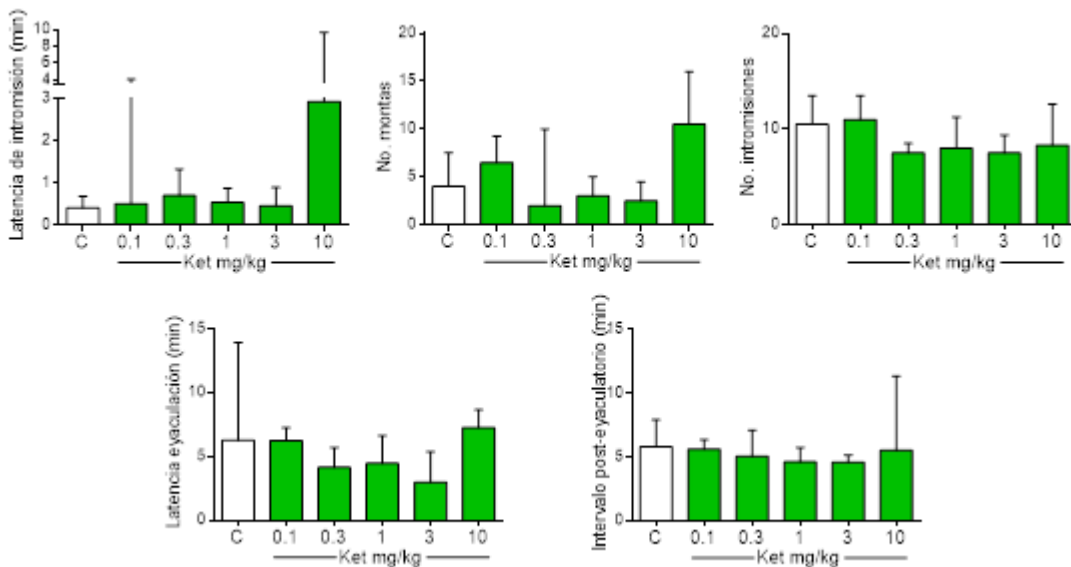 Latencia de intromisión (min)
10
8
6
4
3
2
1
0
C 0.1 0.3 1 3 10
Ket mg/kg
No. montas
20
15
10
5
0
C 0.1 0.3 1 3 10
Ket mg/kg
No. intromisiones
20
10
0
C 0.1 0.3 1 3 10
Ket mg/kg
Latencia eyaculación (min)
15
10
5
0
C 0.1 0.3 1 3 10
Ket mg/kg
Intervalo post-eyaculatorio (min)
15
10
5
0
C 0.1 0.3 1 3 10
Ket mg/kg